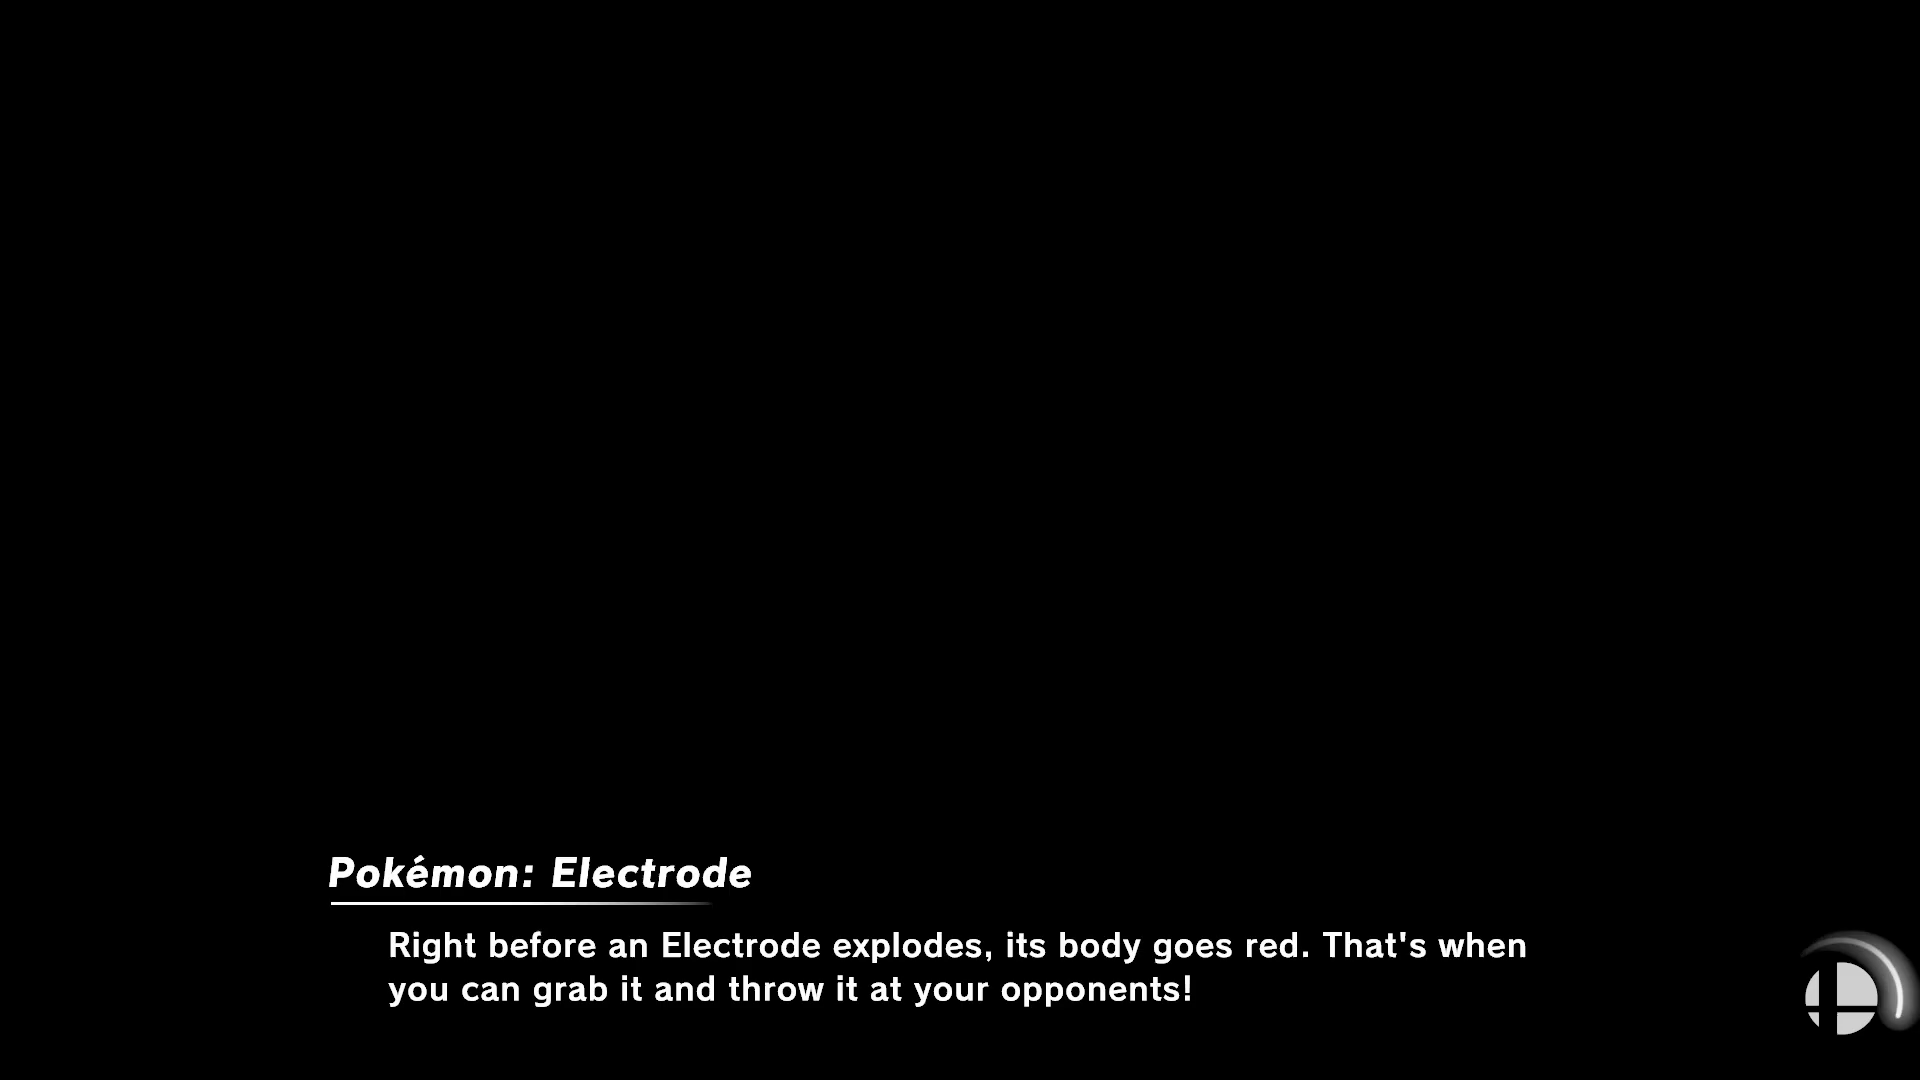 Pokémon: Electrode
Right before an Electrode explodes, its body goes red. That's when
you can grab it and throw it at your opponents!